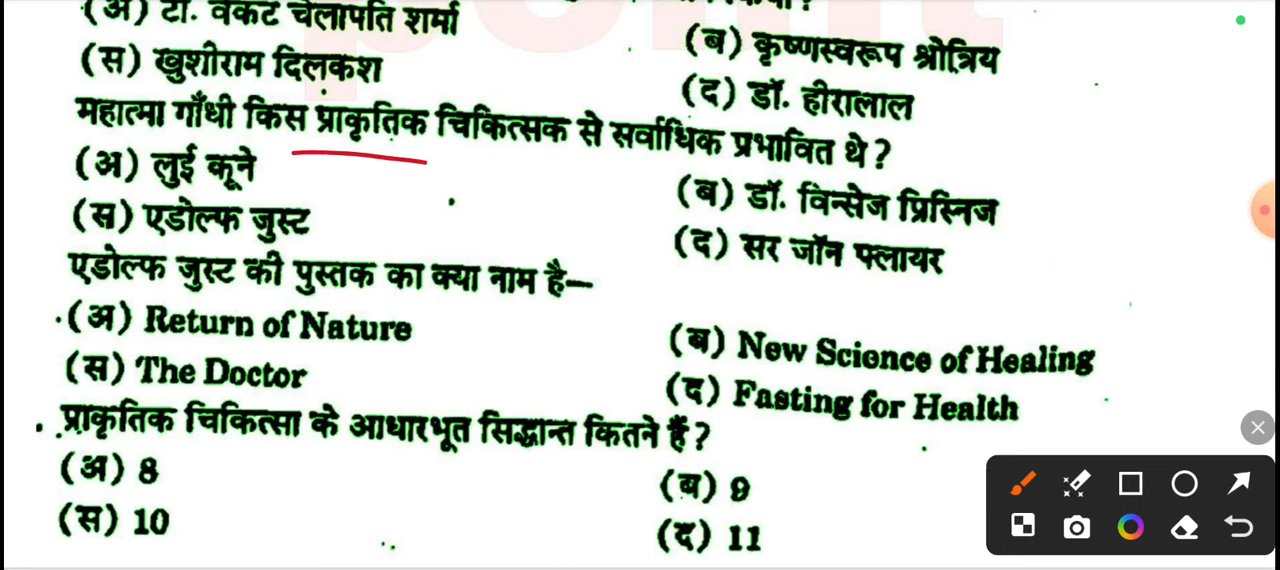 (अ) टी. वेंकट चेलापति शर्मा
(ब) कृष्णस्वरूप श्रोत्रिय
(स) खुशीराम दिलकश
(द) डॉ. हीरालाल
महात्मा गाँधी किस प्राकृतिक चिकित्सक से सर्वाधिक प्रभावित थे ?
(अ) लुई कूने
(ब) डॉ. विन्सेज प्रिस्निज
(स) एडोल्फ जुस्ट
(द) सर जॉन फ्लायर
एडोल्फ जुस्ट की पुस्तक का क्या नाम है—
(अ) Return of Nature
(ब) New Science of Healing
(स) The Doctor
(द) Fasting for Health
प्राकृतिक चिकित्सा के आधारभूत सिद्धान्त कितने हैं ?
(अ) 8
(ब) 9
(स) 10
(द) 11